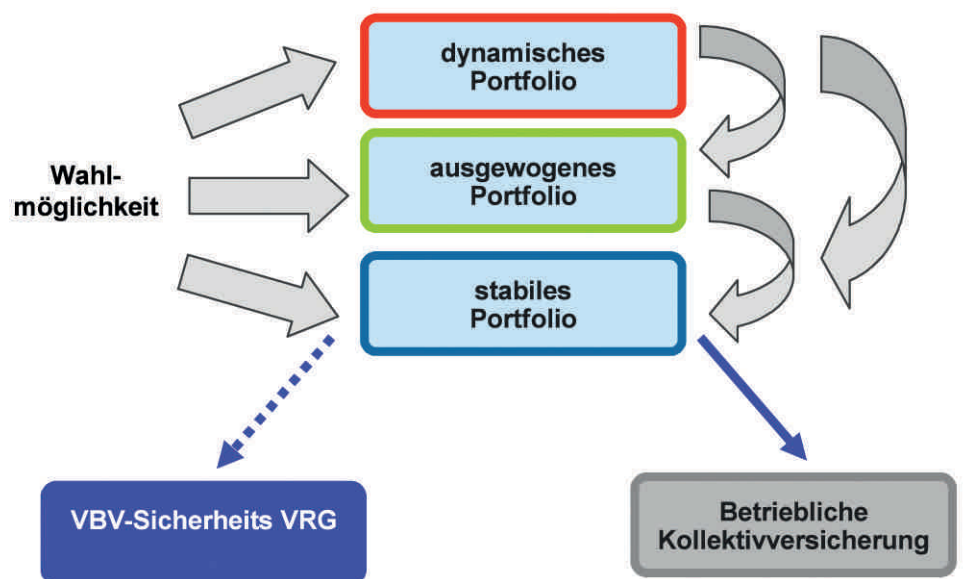 dynamisches
Portfolio
Wahl-
möglichkeit
ausgewogenes
Portfolio
stabiles
Portfolio
VBV-Sicherheits VRG
Betriebliche
Kollektivversicherung